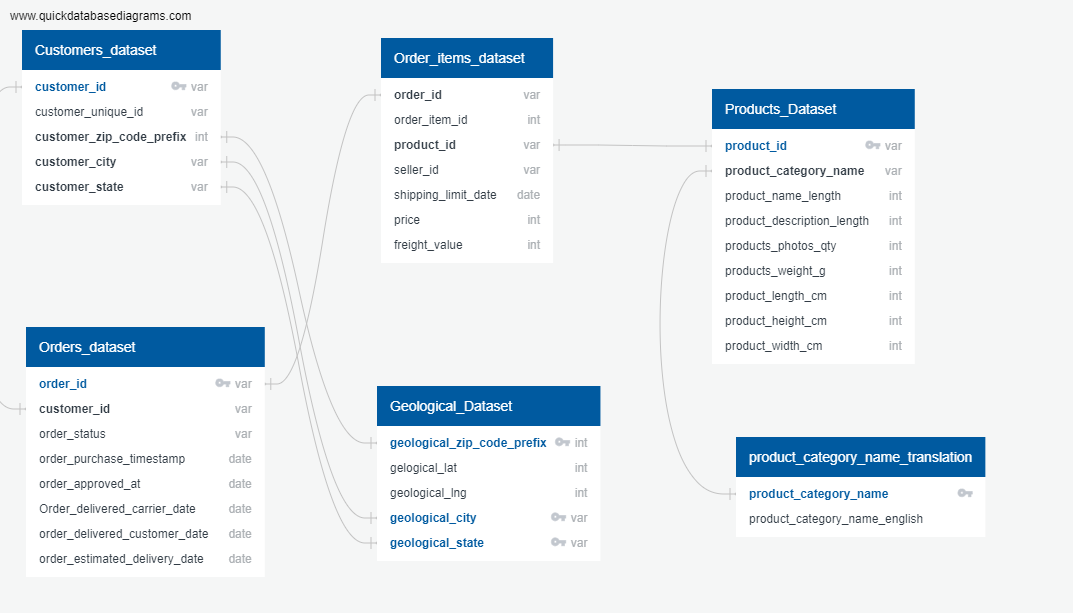 www.quickdatabasediagrams.com
Customers_dataset
customer_id var
customer_unique_id var
customer_zip_code_prefix int
customer_city var
customer_state var
Order_items_dataset
order_id var
order_item_id int
product_id var
seller_id var
shipping_limit_date date
price int
freight_value int
Products_Dataset
product_id var
product_category_name var
product_name_length int
product_description_length int
products_photos_qty int
products_weight_g int
product_length_cm int
product_height_cm int
product_width_cm int
Orders_dataset
order_id var
customer_id var
order_status var
order_purchase_timestamp date
order_approved_at date
Order_delivered_carrier_date date
order_delivered_customer_date date
order_estimated_delivery_date date
Geological_Dataset
geological_zip_code_prefix int
gelogical_lat int
geological_lng int
geological_city var
geological_state var
product_category_name_translation
product_category_name
product_category_name_english